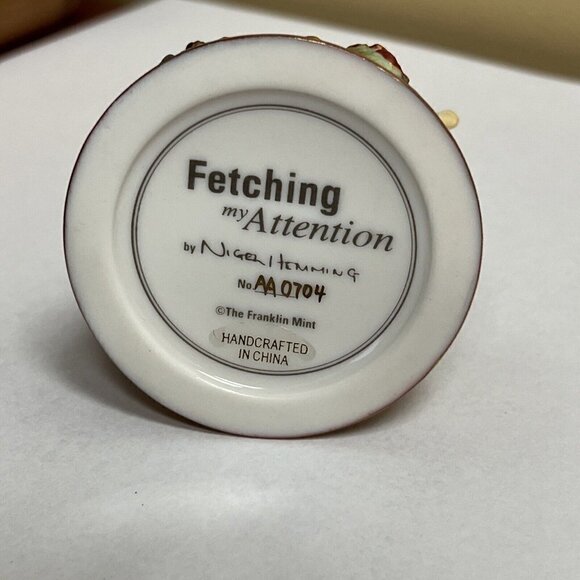 Fetching
my Attention
by Nigel Hemming
No. AA 0704
©The Franklin Mint
HANDCRAFTED
IN CHINA